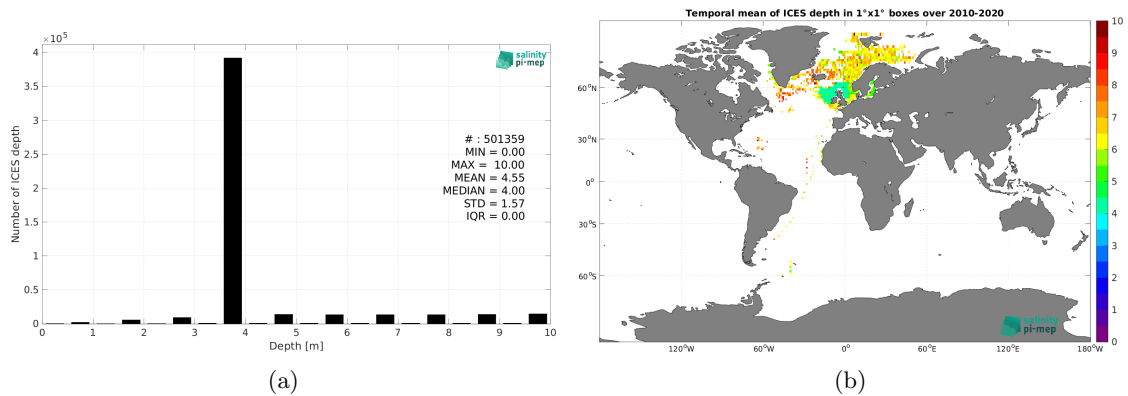 4
×10⁵
3.5
3
2.5
2
1.5
1
0.5
0
Number of ICES depth
salinity
pi-mep
# : 501359
MIN = 0.00
MAX = 10.00
MEAN = 4.55
MEDIAN = 4.00
STD = 1.57
IQR = 0.00
0 1 2 3 4 5 6 7 8 9 10
Depth [m]
(a)
Temporal mean of ICES depth in 1°x1° boxes over 2010-2020
60°N
30°N
0°
30°S
60°S
120°W 60°W 0° 60°E 120°E 180°W
salinity
pi-mep
10
9
8
7
6
5
4
3
2
1
0
(b)